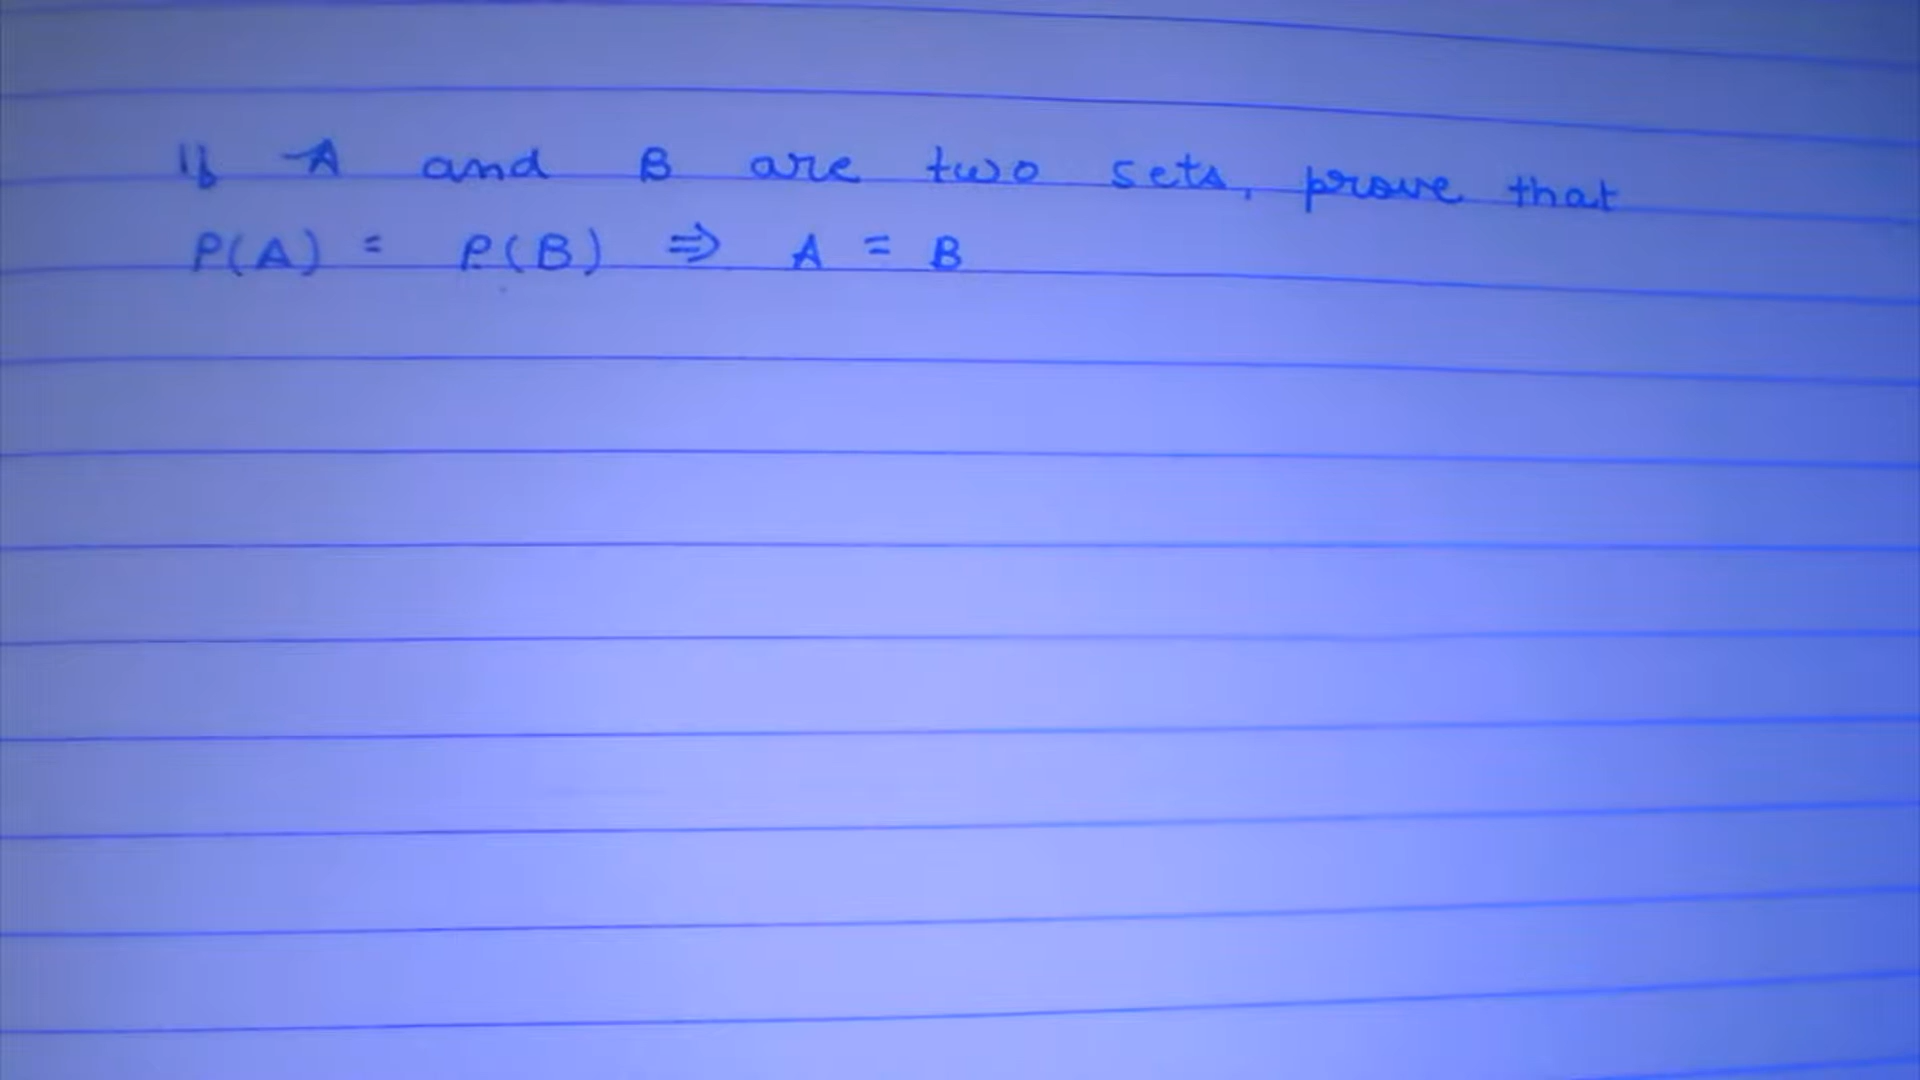 If A and B are two sets, prove that
P(A) = P(B) ⇒ A = B